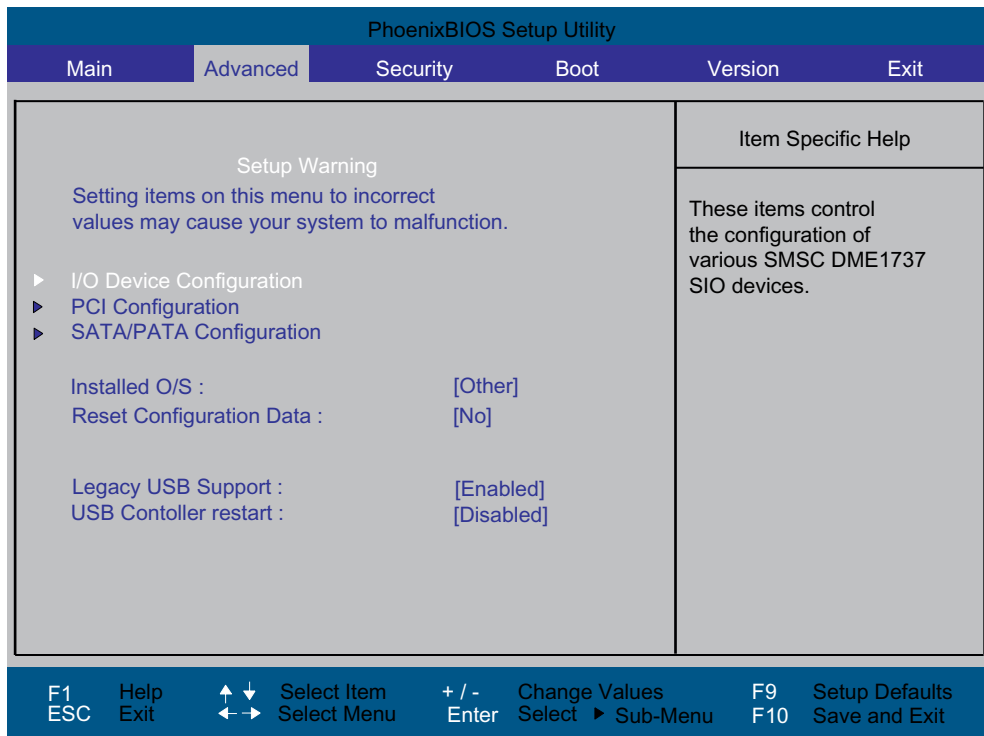 PhoenixBIOS Setup Utility
Main Advanced Security Boot Version Exit
Setup Warning
Setting items on this menu to incorrect
values may cause your system to malfunction.
I/O Device Configuration
PCI Configuration
SATA/PATA Configuration
Installed O/S : [Other]
Reset Configuration Data : [No]
Legacy USB Support : [Enabled]
USB Contoller restart : [Disabled]
Item Specific Help
These items control
the configuration of
various SMSC DME1737
SIO devices.
F1 Help Select Item + / - Change Values F9 Setup Defaults
ESC Exit Select Menu Enter Select Sub-Menu F10 Save and Exit